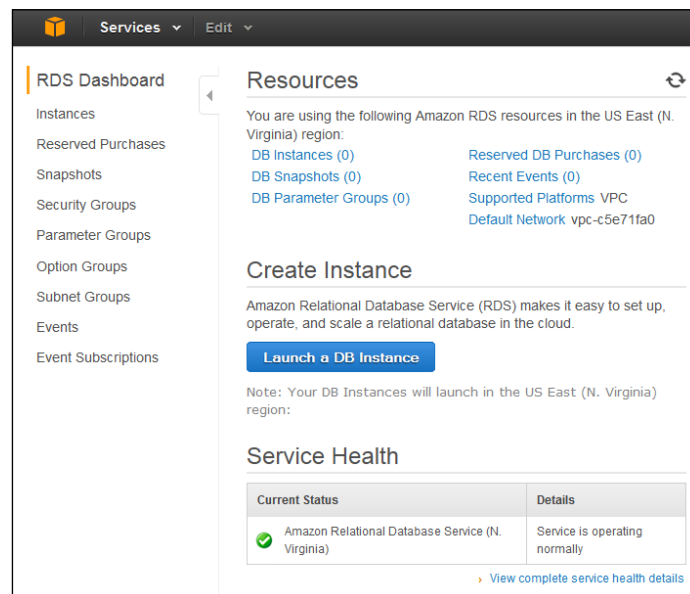 Services Edit
RDS Dashboard
Instances
Reserved Purchases
Snapshots
Security Groups
Parameter Groups
Option Groups
Subnet Groups
Events
Event Subscriptions
Resources
You are using the following Amazon RDS resources in the US East (N.
Virginia) region:
DB Instances (0) Reserved DB Purchases (0)
DB Snapshots (0) Recent Events (0)
DB Parameter Groups (0) Supported Platforms VPC
Default Network vpc-c5e71fa0
Create Instance
Amazon Relational Database Service (RDS) makes it easy to set up,
operate, and scale a relational database in the cloud.
Launch a DB Instance
Note: Your DB Instances will launch in the US East (N. Virginia)
region:
Service Health
Current Status Details
Amazon Relational Database Service (N. Service is operating
Virginia) normally
View complete service health details